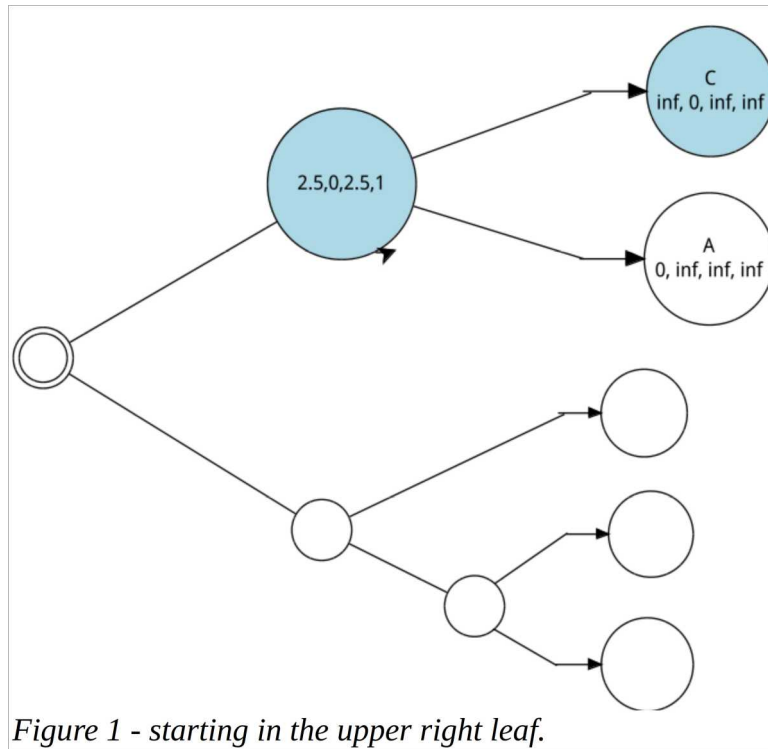 C
inf, 0, inf, inf
2.5,0,2.5,1
A
0, inf, inf, inf
Figure 1 - starting in the upper right leaf.